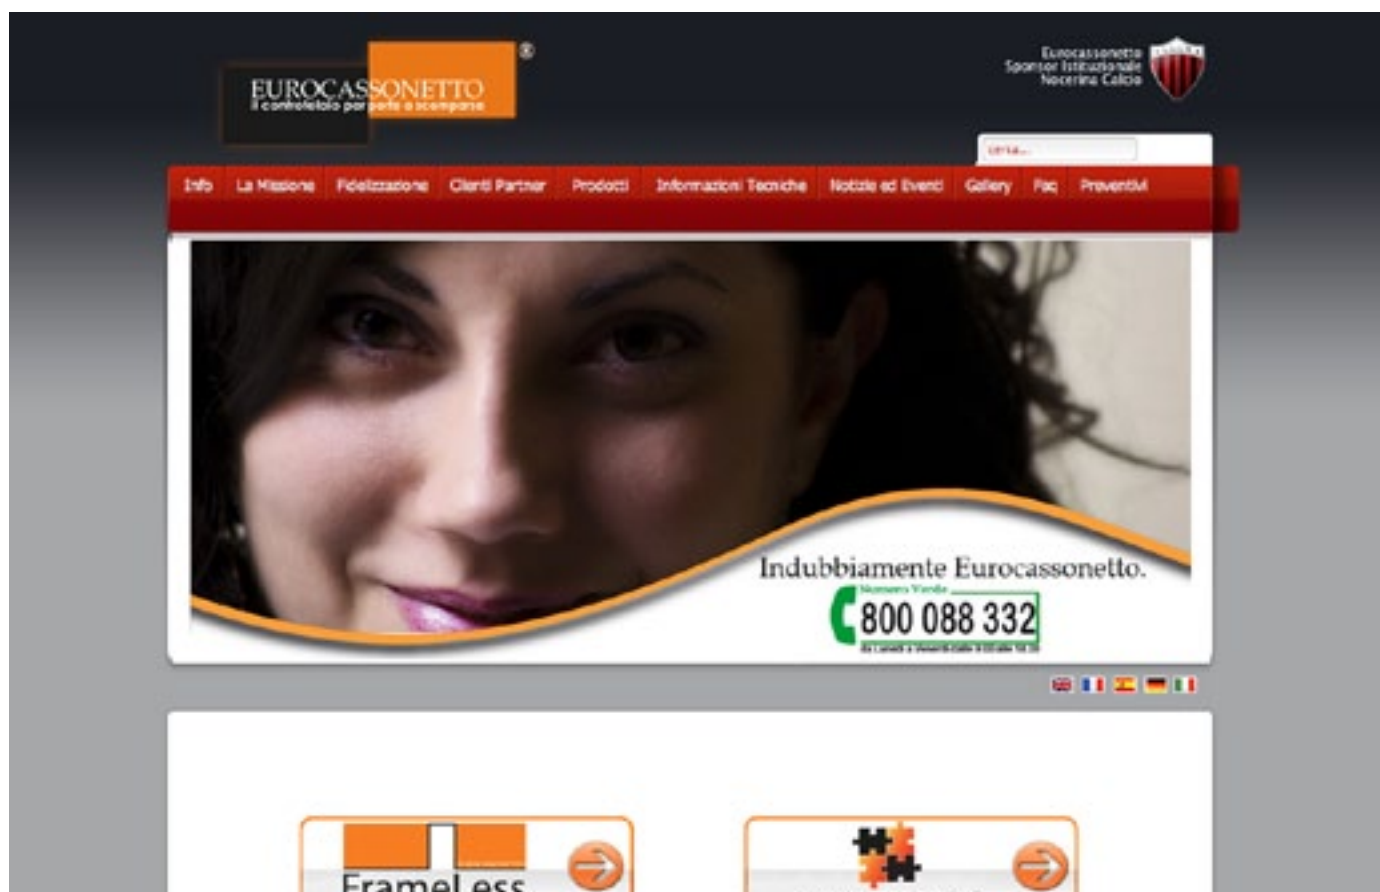 EUROCASSONETTO ®
il controtelaio per porte a scomparsa
Eurocassonetto
Sponsor Istituzionale
Nocerina Calcio
cerca...
Info La Missione Fidelizzazione Clienti Partner Prodotti Informazioni Tecniche Notizie ed Eventi Gallery Faq Preventivi
Indubbiamente Eurocassonetto.
Numero Verde
800 088 332
FrameLess